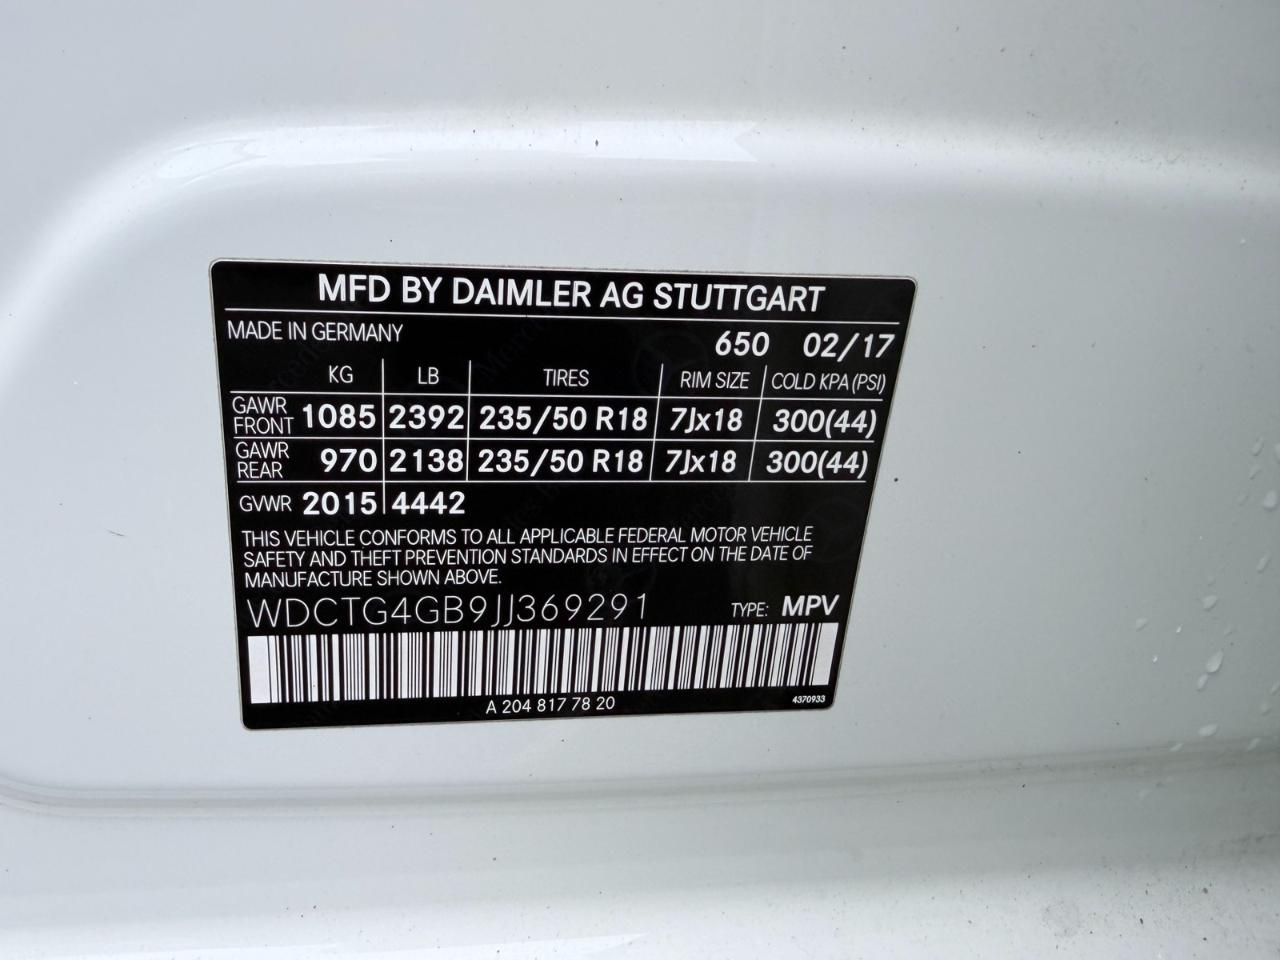 MFD BY DAIMLER AG STUTTGART
MADE IN GERMANY 650 02/17
KG LB TIRES RIM SIZE COLD KPA (PSI)
GAWR FRONT 1085 2392 235/50 R18 7Jx18 300(44)
GAWR REAR 970 2138 235/50 R18 7Jx18 300(44)
GVWR 2015 4442
THIS VEHICLE CONFORMS TO ALL APPLICABLE FEDERAL MOTOR VEHICLE
SAFETY AND THEFT PREVENTION STANDARDS IN EFFECT ON THE DATE OF
MANUFACTURE SHOWN ABOVE.
WDCTG4GB9JJ369291 TYPE: MPV
A 204 817 78 20 4370933